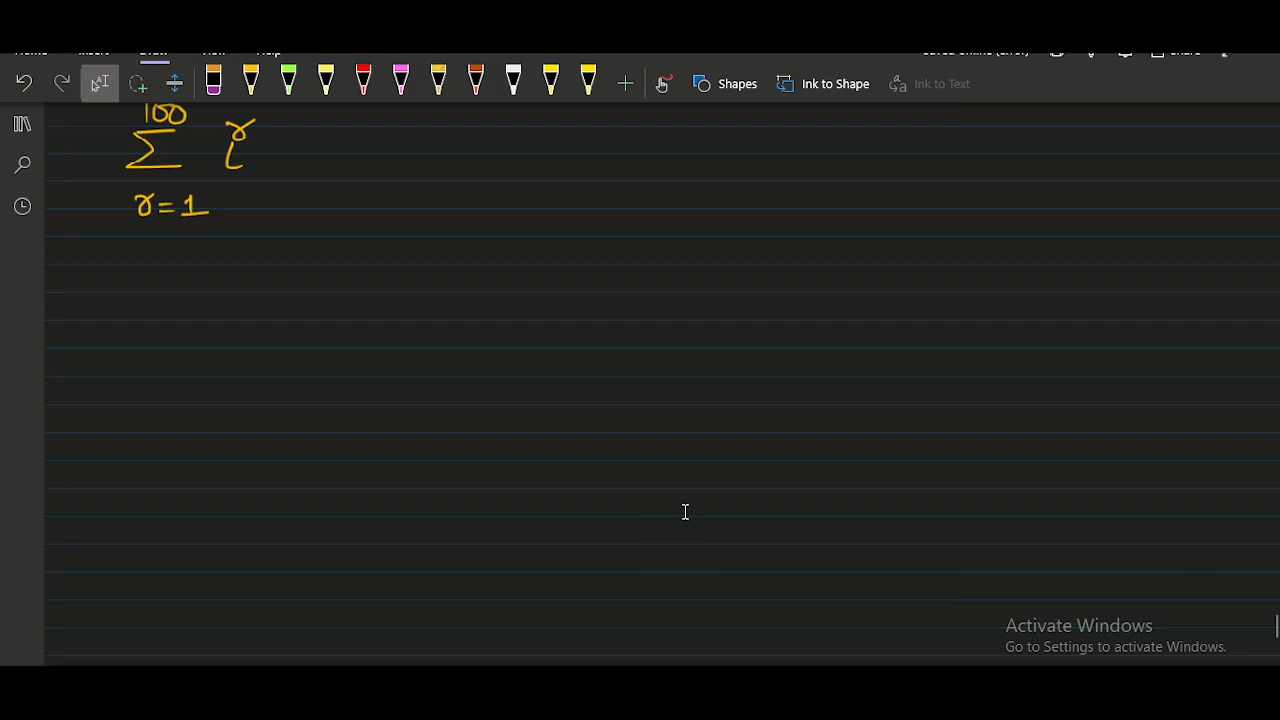 Shapes Ink to Shape Ink to Text
100
Σ i^r
r=1
Activate Windows
Go to Settings to activate Windows.